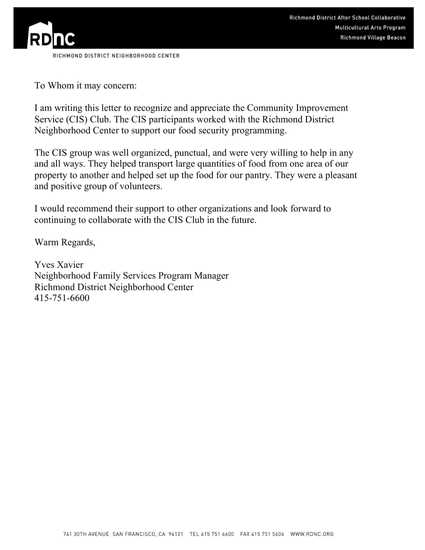 Richmond District After School Collaborative
Multicultural Arts Program
Richmond Village Beacon
RDNC
RICHMOND DISTRICT NEIGHBORHOOD CENTER
To Whom it may concern:
I am writing this letter to recognize and appreciate the Community Improvement
Service (CIS) Club. The CIS participants worked with the Richmond District
Neighborhood Center to support our food security programming.
The CIS group was well organized, punctual, and were very willing to help in any
and all ways. They helped transport large quantities of food from one area of our
property to another and helped set up the food for our pantry. They were a pleasant
and positive group of volunteers.
I would recommend their support to other organizations and look forward to
continuing to collaborate with the CIS Club in the future.
Warm Regards,
Yves Xavier
Neighborhood Family Services Program Manager
Richmond District Neighborhood Center
415-751-6600
741 30TH AVENUE SAN FRANCISCO, CA 94121 TEL 415 751 6600 FAX 415 751 5606 WWW.RDNC.ORG